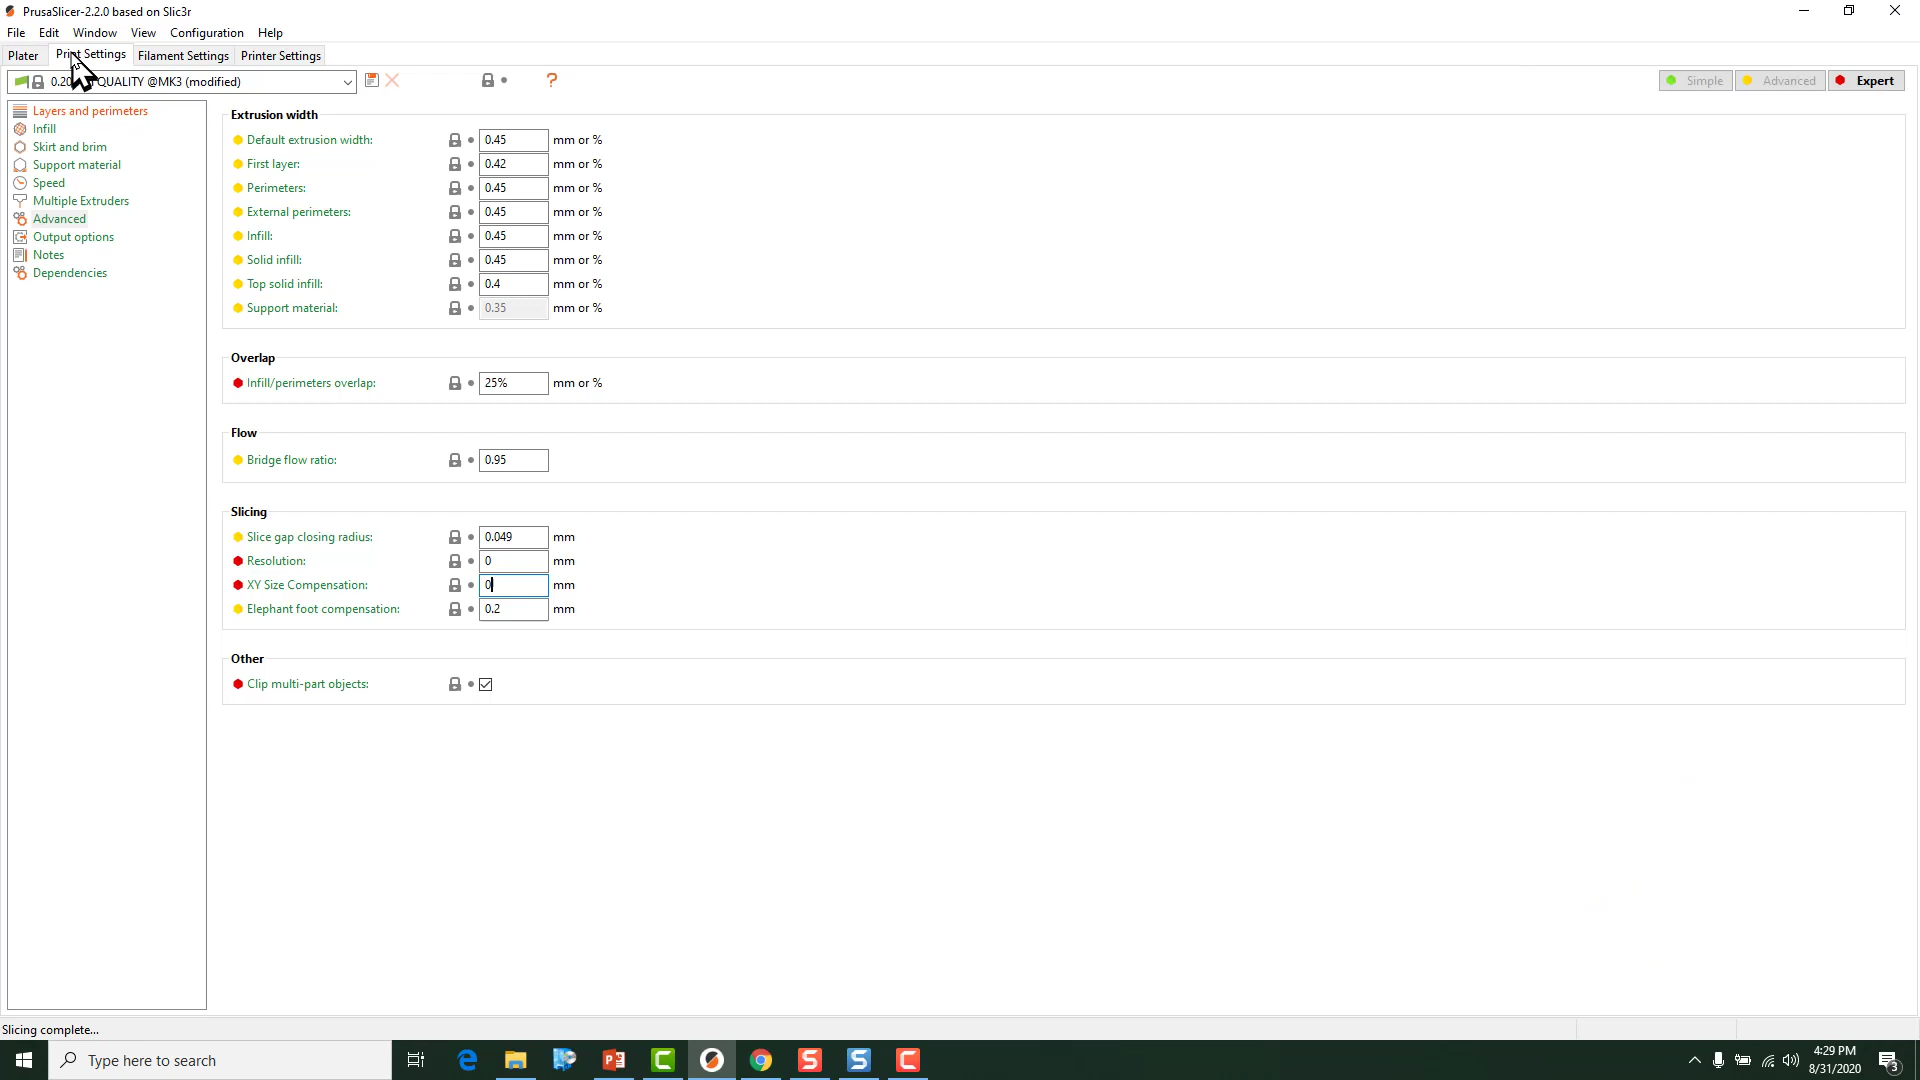 PrusaSlicer-2.2.0 based on Slic3r
File Edit Window View Configuration Help
Plater Print Settings Filament Settings Printer Settings
QUALITY @MK3 (modified) ? Simple Advanced Expert
Layers and perimeters
Infill
Skirt and brim
Support material
Speed
Multiple Extruders
Advanced
Output options
Notes
Dependencies
Extrusion width
Default extrusion width: 0.45 mm or %
First layer: 0.42 mm or %
Perimeters: 0.45 mm or %
External perimeters: 0.45 mm or %
Infill: 0.45 mm or %
Solid infill: 0.45 mm or %
Top solid infill: 0.4 mm or %
Support material: 0.35 mm or %
Overlap
Infill/perimeters overlap: 25% mm or %
Flow
Bridge flow ratio: 0.95
Slicing
Slice gap closing radius: 0.049 mm
Resolution: 0 mm
XY Size Compensation: 0 mm
Elephant foot compensation: 0.2 mm
Other
Clip multi-part objects:
Slicing complete...
Type here to search
4:29 PM
8/31/2020
3